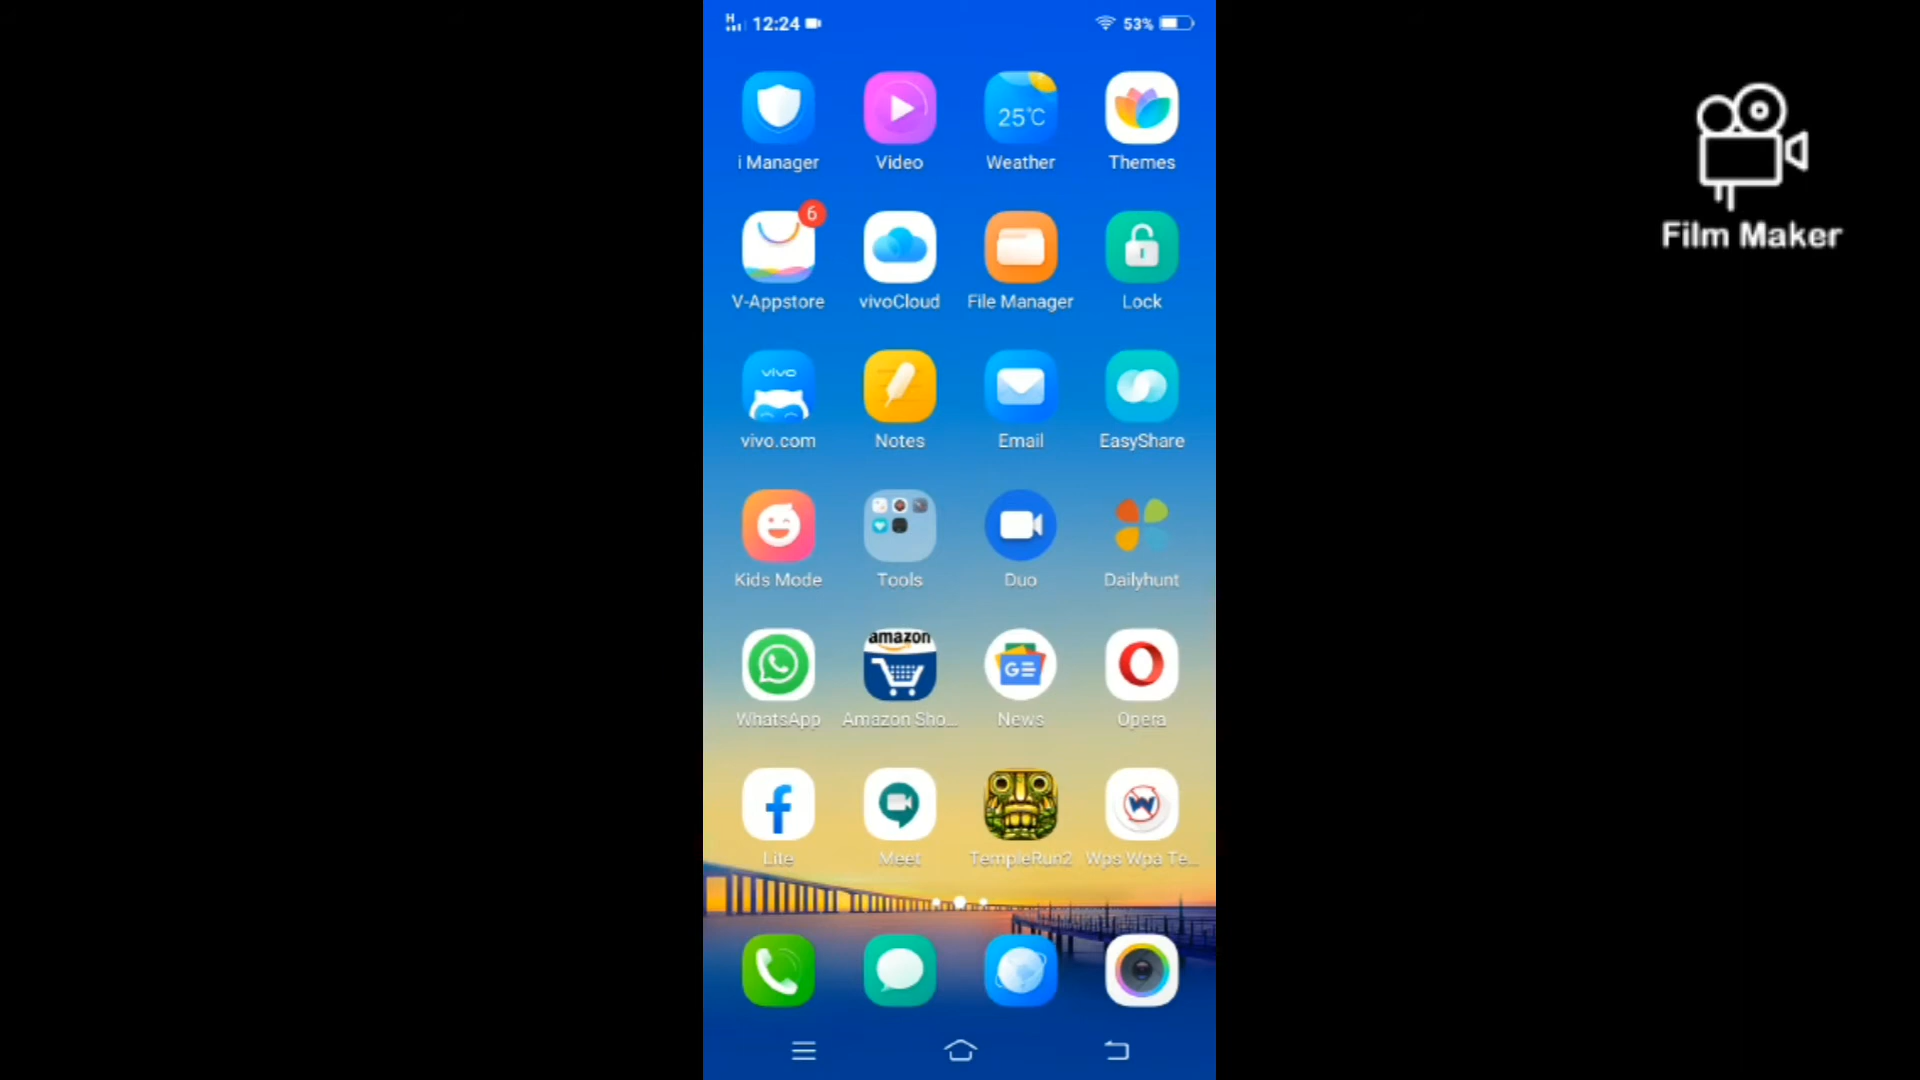 H 12:24 53%
i Manager Video Weather Themes
25°C
6
V-Appstore vivoCloud File Manager Lock
vivo
vivo.com Notes Email EasyShare
Kids Mode Tools Duo Dailyhunt
amazon
GE
WhatsApp Amazon Sho... News Opera
W
Lite Meet TempleRun2 Wps Wpa Te...
Film Maker